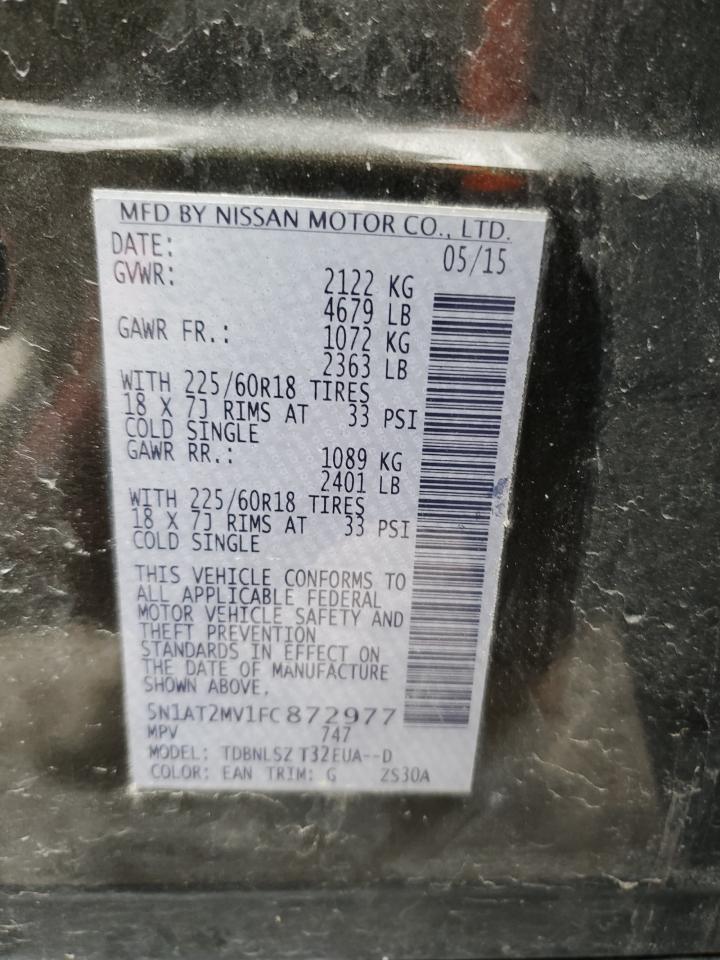 MFD BY NISSAN MOTOR CO., LTD.
DATE: 05/15
GVWR: 2122 KG
4679 LB
GAWR FR.: 1072 KG
2363 LB
WITH 225/60R18 TIRES
18 X 7J RIMS AT 33 PSI
COLD SINGLE
GAWR RR.: 1089 KG
2401 LB
WITH 225/60R18 TIRES
18 X 7J RIMS AT 33 PSI
COLD SINGLE
THIS VEHICLE CONFORMS TO
ALL APPLICABLE FEDERAL
MOTOR VEHICLE SAFETY AND
THEFT PREVENTION
STANDARDS IN EFFECT ON
THE DATE OF MANUFACTURE
SHOWN ABOVE.
5N1AT2MV1FC872977
MPV 747
MODEL: TDBNLSZ T32EUA--D
COLOR: EAN TRIM: G ZS30A